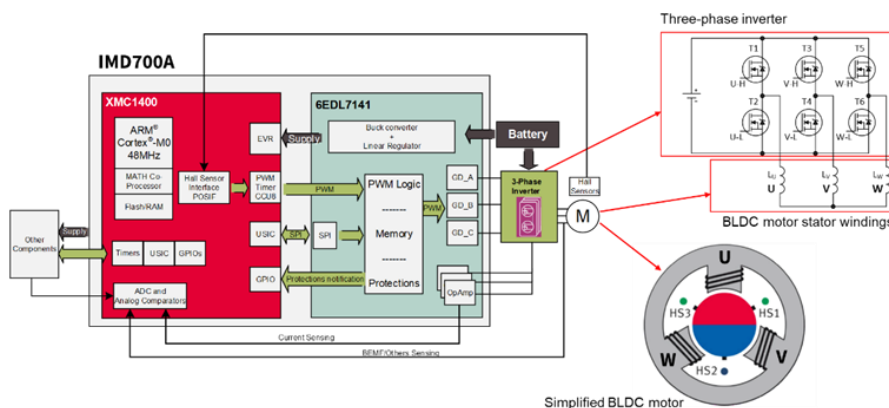 Three-phase inverter
IMD700A
XMC1400
6EDL7141
ARM®
Cortex®-M0
48MHz
MATH Co-
Processor
Flash/RAM
Hall Sensor
Interface
POSIF
EVR
PWM
Timer
CCU8
Supply
Buck converter
+
Linear Regulator
Battery
PWM
PWM Logic
-------
Memory
-------
Protections
PWM
GD_A
GD_B
GD_C
3-Phase
Inverter
Hall
Sensors
M
T1
T3
T5
U-H
V-H
W-H
T2
T4
T6
U-L
V-L
W-L
LU
U
LV
V
LW
W
BLDC motor stator windings
Other
Components
Supply
Timers
USIC
GPIOs
USIC
SPI
SPI
GPIO
Protections notification
OpAmp
ADC and
Analog Comparators
Current Sensing
BEMF/Others Sensing
U
HS3
HS1
W
V
HS2
Simplified BLDC motor